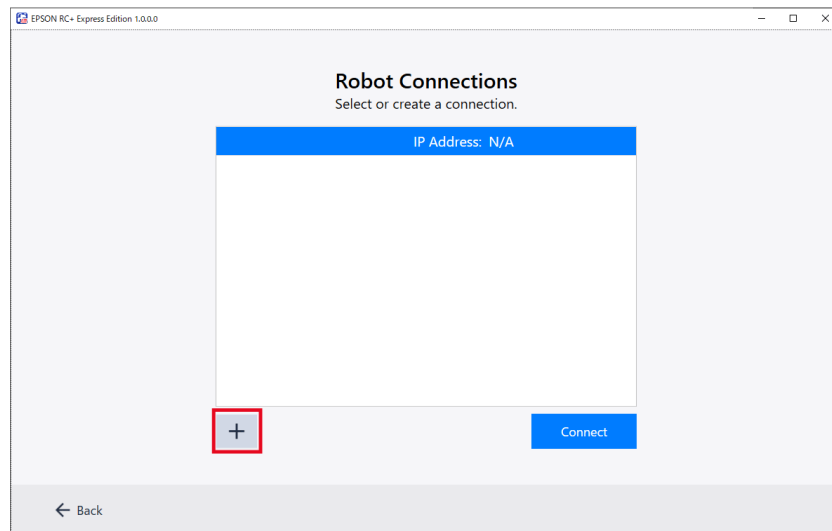 EPSON RC+ Express Edition 1.0.0.0
Robot Connections
Select or create a connection.
IP Address: N/A
+
Connect
← Back